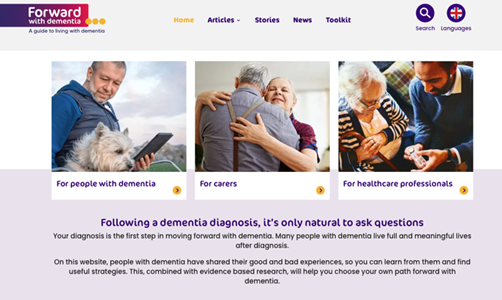 Forward
with dementia
A guide to living with dementia
Home Articles Stories News Toolkit
Search Languages
For people with dementia
For carers
For healthcare professionals
Following a dementia diagnosis, it's only natural to ask questions
Your diagnosis is the first step in moving forward with dementia. Many people with dementia live full and meaningful lives
after diagnosis.
On this website, people with dementia have shared their good and bad experiences, so you can learn from them and find
useful strategies. This, combined with evidence based research, will help you choose your own path forward with
dementia.